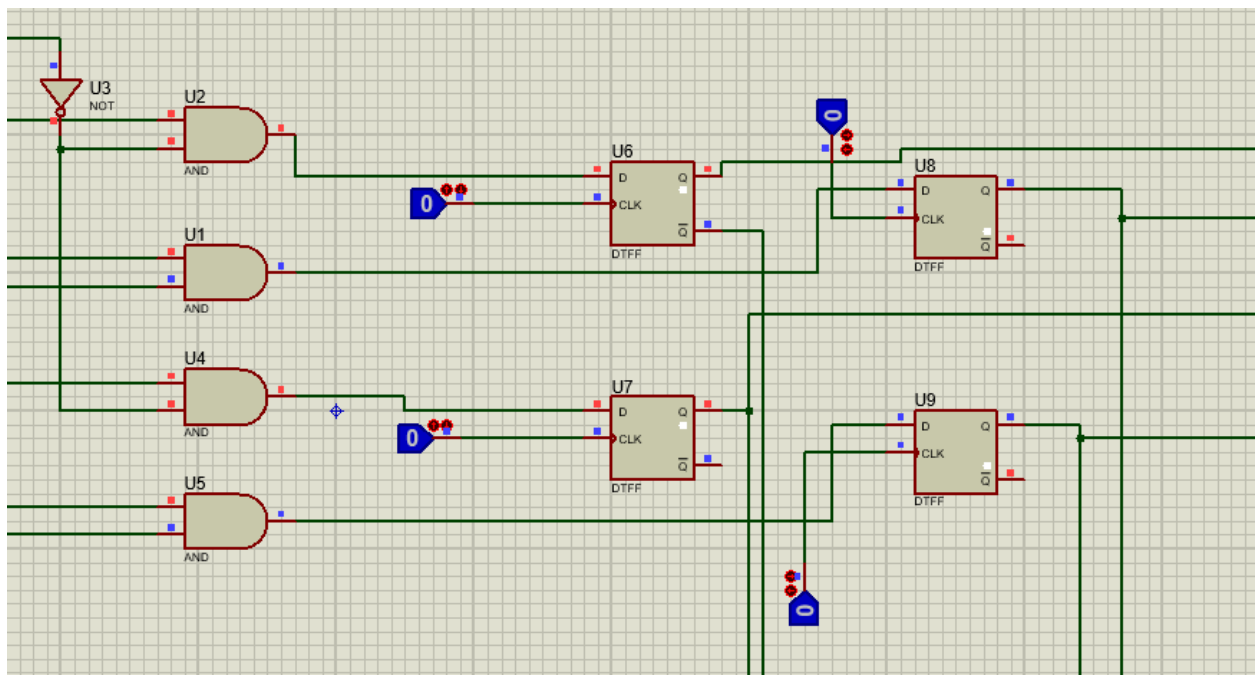 U3
NOT
U2
AND
U1
AND
U4
AND
U5
AND
0
U6
D
Q
CLK
Q
DTFF
0
U7
D
Q
CLK
Q
DTFF
0
U8
D
Q
CLK
Q
DTFF
U9
D
Q
CLK
Q
DTFF
0